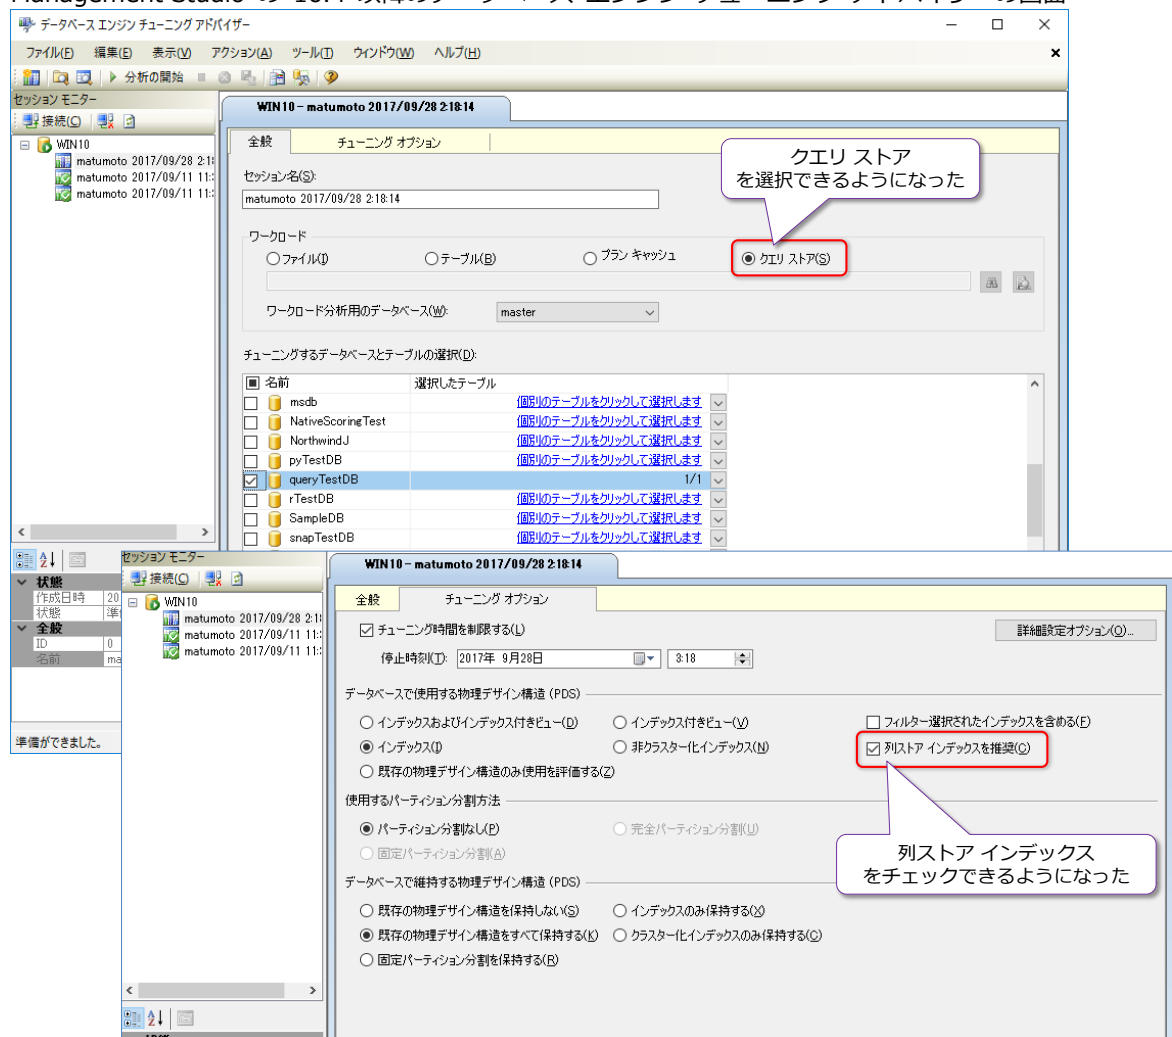 データベース エンジン チューニング アドバイザー
ファイル(F) 編集(E) 表示(V) アクション(A) ツール(T) ウィンドウ(W) ヘルプ(H)
分析の開始
セッション モニター
接続(C)
WIN10
matumoto 2017/09/28 2:18
matumoto 2017/09/11 11:
matumoto 2017/09/11 11:
WIN10 - matumoto 2017/09/28 2:18:14
全般 チューニング オプション
クエリ ストア
を選択できるようになった
セッション名(S):
matumoto 2017/09/28 2:18:14
ワークロード
ファイル(I) テーブル(B) プラン キャッシュ クエリ ストア(S)
ワークロード分析用のデータベース(W): master
チューニングするデータベースとテーブルの選択(D):
名前 選択したテーブル
msdb 個別のテーブルをクリックして選択します
NativeScoringTest 個別のテーブルをクリックして選択します
NorthwindJ 個別のテーブルをクリックして選択します
pyTestDB 個別のテーブルをクリックして選択します
queryTestDB 1/1
rTestDB 個別のテーブルをクリックして選択します
SampleDB 個別のテーブルをクリックして選択します
snapTestDB 個別のテーブルをクリックして選択します
状態
作成日時 20
状態 準
全般
ID 0
名前 ma
準備ができました。
セッション モニター
接続(C)
WIN10
matumoto 2017/09/28 2:18
matumoto 2017/09/11 11:
matumoto 2017/09/11 11:
WIN10 - matumoto 2017/09/28 2:18:14
全般 チューニング オプション
チューニング時間を制限する(L) 詳細設定オプション(O)...
停止時刻(T): 2017年 9月28日 3:18
データベースで使用する物理デザイン構造 (PDS)
インデックスおよびインデックス付きビュー(D) インデックス付きビュー(V) フィルター選択されたインデックスを含める(F)
インデックス(I) 非クラスター化インデックス(N) 列ストア インデックスを推奨(C)
既存の物理デザイン構造のみ使用を評価する(Z)
使用するパーティション分割方法
パーティション分割なし(P) 完全パーティション分割(U)
固定パーティション分割(A)
列ストア インデックス
をチェックできるようになった
データベースで維持する物理デザイン構造 (PDS)
既存の物理デザイン構造を保持しない(S) インデックスのみ保持する(X)
既存の物理デザイン構造をすべて保持する(K) クラスター化インデックスのみ保持する(C)
固定パーティション分割を保持する(R)